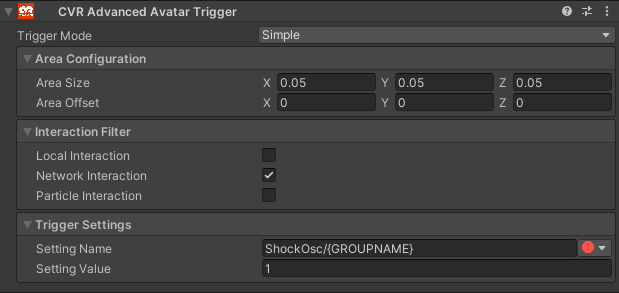 CVR Advanced Avatar Trigger
Trigger Mode Simple
Area Configuration
Area Size X 0.05 Y 0.05 Z 0.05
Area Offset X 0 Y 0 Z 0
Interaction Filter
Local Interaction
Network Interaction
Particle Interaction
Trigger Settings
Setting Name ShockOsc/{GROUPNAME}
Setting Value 1